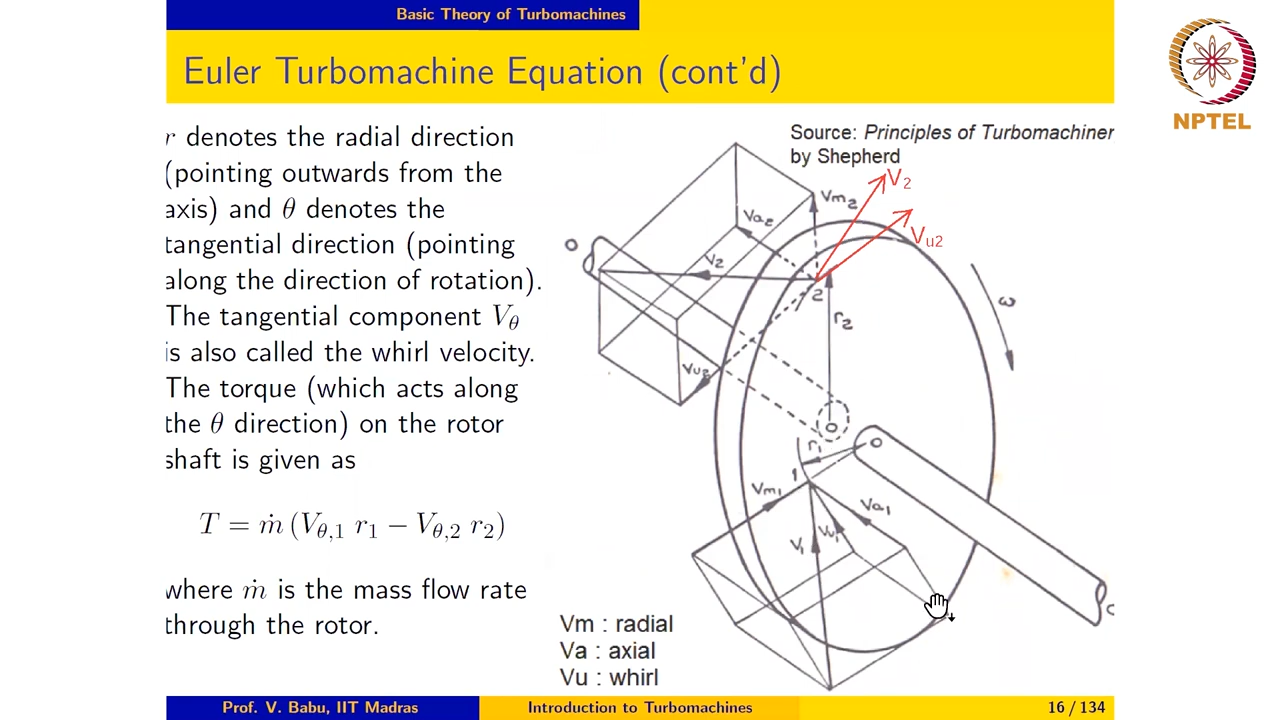 Basic Theory of Turbomachines
Euler Turbomachine Equation (cont'd)
NPTEL
r denotes the radial direction
(pointing outwards from the
axis) and θ denotes the
tangential direction (pointing
along the direction of rotation).
The tangential component V_θ
is also called the whirl velocity.
The torque (which acts along
the θ direction) on the rotor
shaft is given as
T = ṁ (V_θ,1 r_1 − V_θ,2 r_2)
where ṁ is the mass flow rate
through the rotor.
Source: Principles of Turbomachiner
by Shepherd
V2
Vm2
Va2
Vu2
O
V2
2
ω
r2
Vu2
O
r1
O
1
Vm1
Va1
Vu1
V1
Vm : radial
Va : axial
Vu : whirl
Prof. V. Babu, IIT Madras
Introduction to Turbomachines
16 / 134